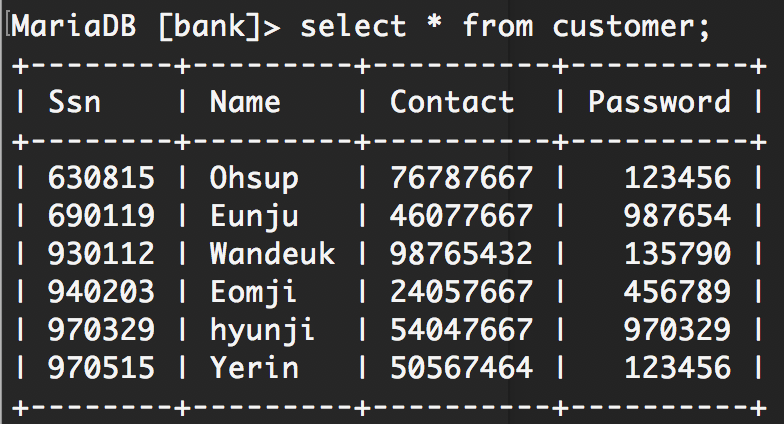 MariaDB [bank]> select * from customer;
+--------+---------+----------+----------+
| Ssn    | Name    | Contact  | Password |
+--------+---------+----------+----------+
| 630815 | Ohsup   | 76787667 |   123456 |
| 690119 | Eunju   | 46077667 |   987654 |
| 930112 | Wandeuk | 98765432 |   135790 |
| 940203 | Eomji   | 24057667 |   456789 |
| 970329 | hyunji  | 54047667 |   970329 |
| 970515 | Yerin   | 50567464 |   123456 |
+--------+---------+----------+----------+